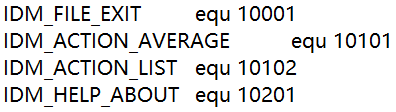 IDM_FILE_EXIT equ 10001
IDM_ACTION_AVERAGE equ 10101
IDM_ACTION_LIST equ 10102
IDM_HELP_ABOUT equ 10201